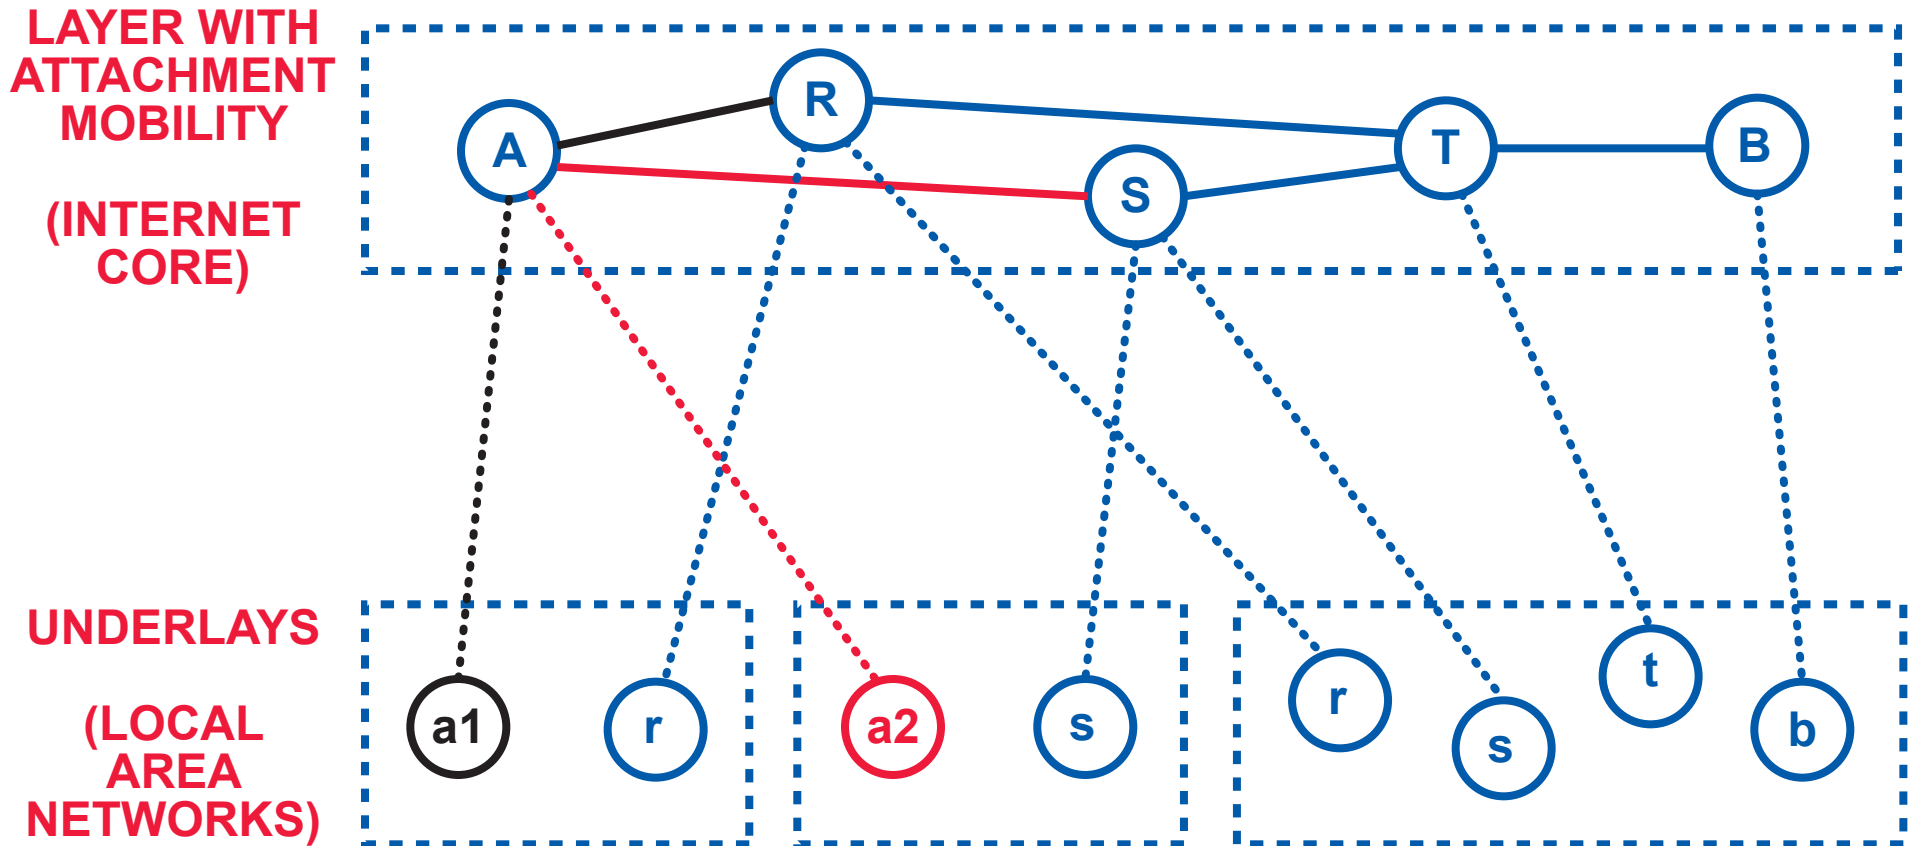 LAYER WITH
ATTACHMENT
MOBILITY
(INTERNET
CORE)
A
R
S
T
B
UNDERLAYS
(LOCAL
AREA
NETWORKS)
a1
r
a2
s
r
s
t
b